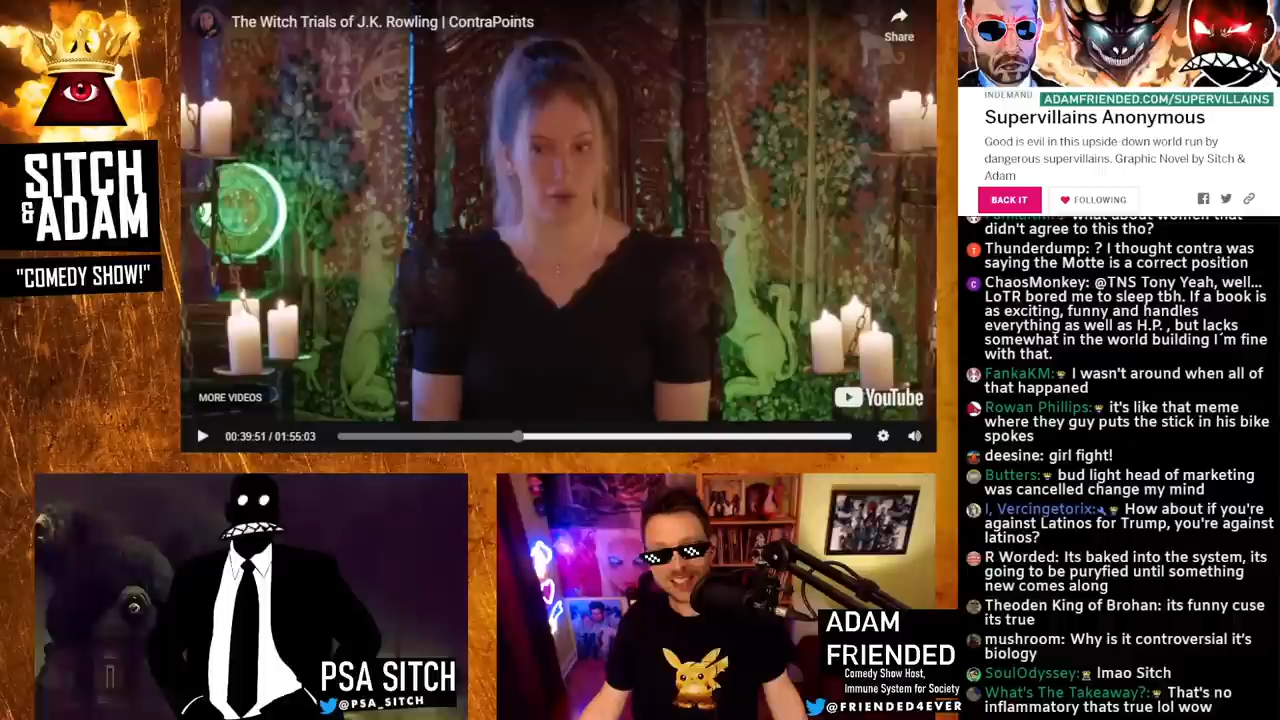 The Witch Trials of J.K. Rowling | ContraPoints
Share
SITCH
& ADAM
"COMEDY SHOW!"
MORE VIDEOS
YouTube
00:39:51 / 01:55:03
PSA SITCH
@PSA_SITCH
ADAM
FRIENDED
Comedy Show Host,
Immune System for Society
@FRIENDED4EVER
INDEMAND
ADAMFRIENDED.COM/SUPERVILLAINS
Supervillains Anonymous
Good is evil in this upside-down world run by
dangerous supervillains. Graphic Novel by Sitch &
Adam
BACK IT
FOLLOWING
what about women that
didn't agree to this tho?
Thunderdump: ? I thought contra was
saying the Motte is a correct position
ChaosMonkey: @TNS Tony Yeah, well...
LoTR bored me to sleep tbh. If a book is
as exciting, funny and handles
everything as well as H.P. , but lacks
somewhat in the world building I´m fine
with that.
FankaKM: I wasn't around when all of
that happaned
Rowan Phillips: it's like that meme
where they guy puts the stick in his bike
spokes
deesine: girl fight!
Butters: bud light head of marketing
was cancelled change my mind
I, Vercingetorix: How about if you're
against Latinos for Trump, you're against
latinos?
R Worded: Its baked into the system, its
going to be puryfied until something
new comes along
Theoden King of Brohan: its funny cuse
its true
mushroom: Why is it controversial it's
biology
SoulOdyssey: lmao Sitch
What's The Takeaway?: That's no
inflammatory thats true lol wow